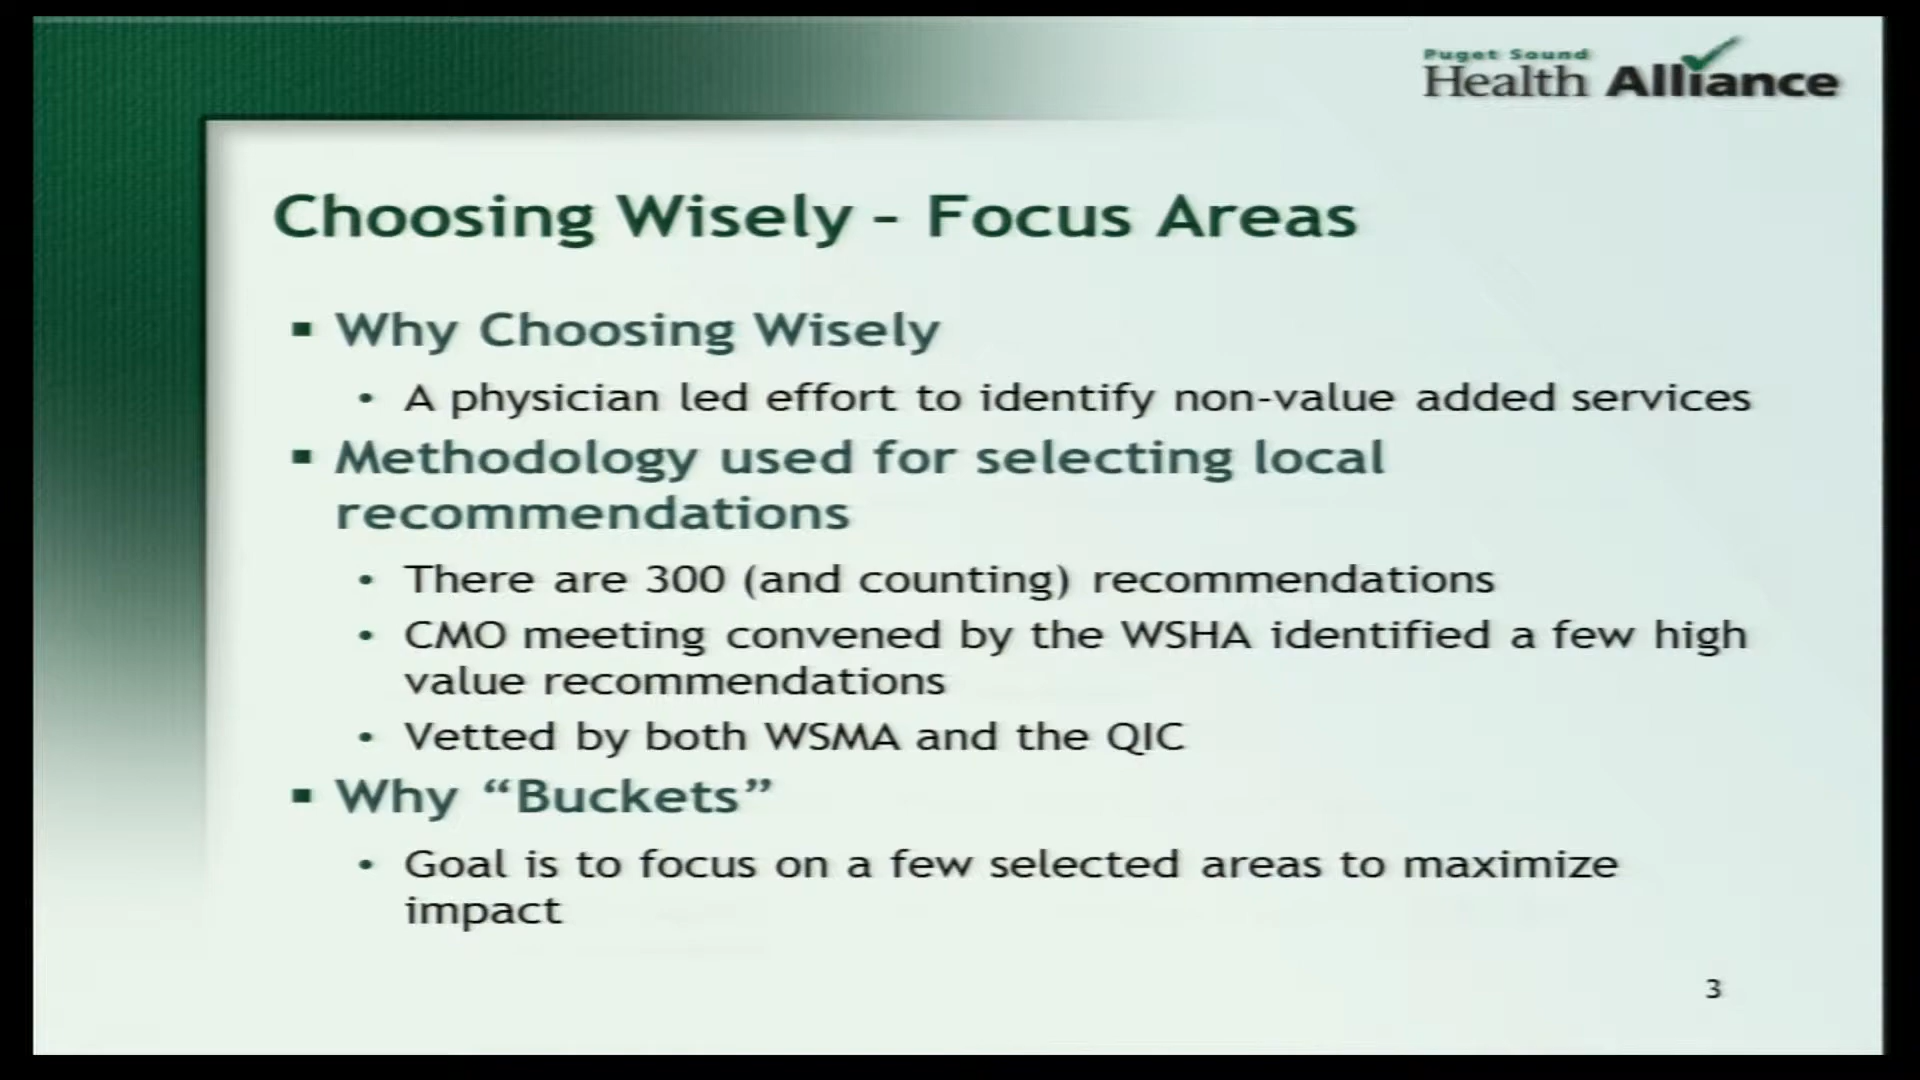 Puget Sound
Health Alliance
Choosing Wisely – Focus Areas
▪ Why Choosing Wisely
• A physician led effort to identify non-value added services
▪ Methodology used for selecting local
recommendations
• There are 300 (and counting) recommendations
• CMO meeting convened by the WSHA identified a few high
value recommendations
• Vetted by both WSMA and the QIC
▪ Why “Buckets”
• Goal is to focus on a few selected areas to maximize
impact
3